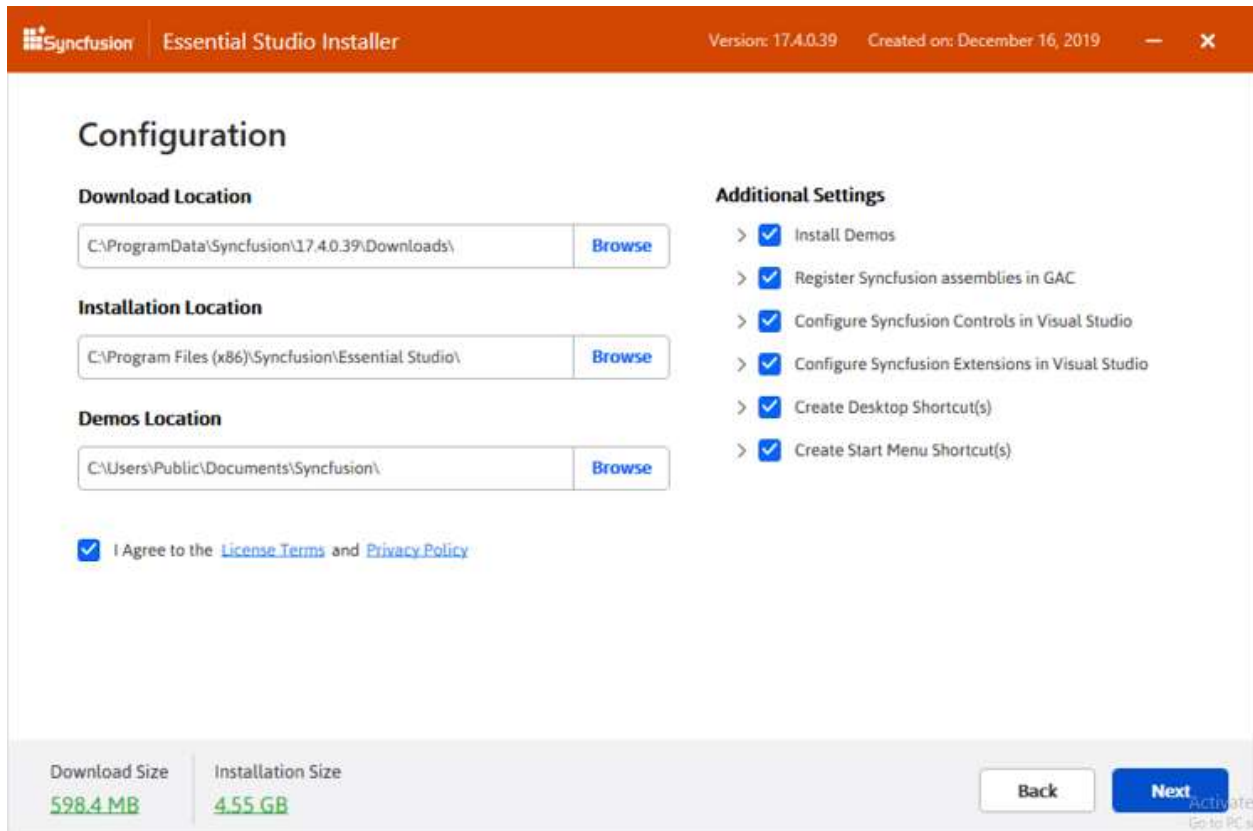 Syncfusion Essential Studio Installer Version: 17.4.0.39 Created on: December 16, 2019
Configuration
Download Location
C:\ProgramData\Syncfusion\17.4.0.39\Downloads\ Browse
Installation Location
C:\Program Files (x86)\Syncfusion\Essential Studio\ Browse
Demos Location
C:\Users\Public\Documents\Syncfusion\ Browse
I Agree to the License Terms and Privacy Policy
Additional Settings
Install Demos
Register Syncfusion assemblies in GAC
Configure Syncfusion Controls in Visual Studio
Configure Syncfusion Extensions in Visual Studio
Create Desktop Shortcut(s)
Create Start Menu Shortcut(s)
Download Size Installation Size
598.4 MB 4.55 GB
Back Next
Activate
Go to PC s